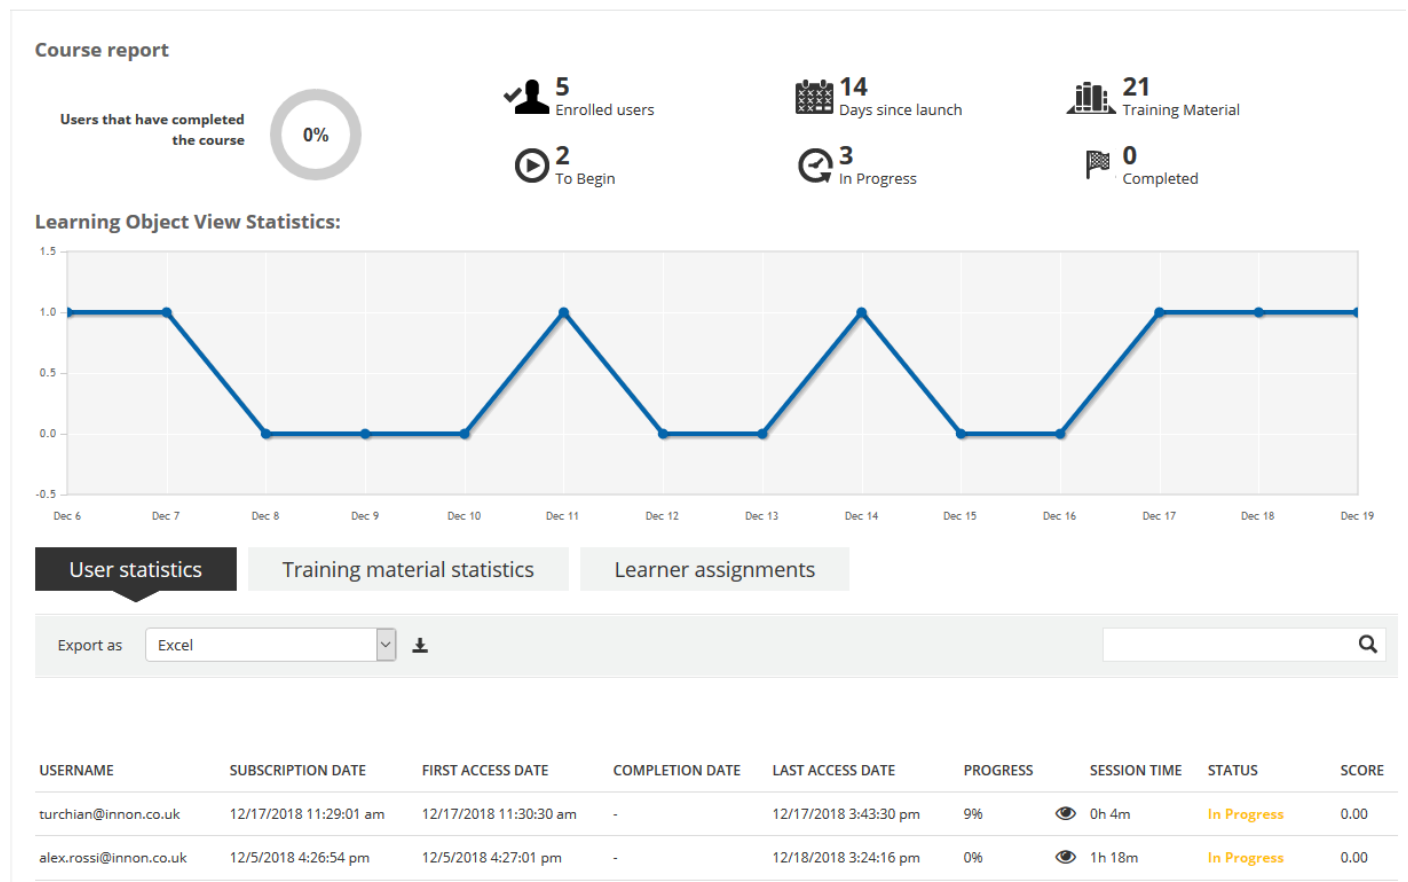 Course report
Users that have completed
the course
0%
5
Enrolled users
14
Days since launch
21
Training Material
2
To Begin
3
In Progress
0
Completed
Learning Object View Statistics:
1.5
1.0
0.5
0.0
-0.5
Dec 6 Dec 7 Dec 8 Dec 9 Dec 10 Dec 11 Dec 12 Dec 13 Dec 14 Dec 15 Dec 16 Dec 17 Dec 18 Dec 19
User statistics Training material statistics Learner assignments
Export as Excel
USERNAME SUBSCRIPTION DATE FIRST ACCESS DATE COMPLETION DATE LAST ACCESS DATE PROGRESS SESSION TIME STATUS SCORE
turchian@innon.co.uk 12/17/2018 11:29:01 am 12/17/2018 11:30:30 am - 12/17/2018 3:43:30 pm 9% 0h 4m In Progress 0.00
alex.rossi@innon.co.uk 12/5/2018 4:26:54 pm 12/5/2018 4:27:01 pm - 12/18/2018 3:24:16 pm 0% 1h 18m In Progress 0.00